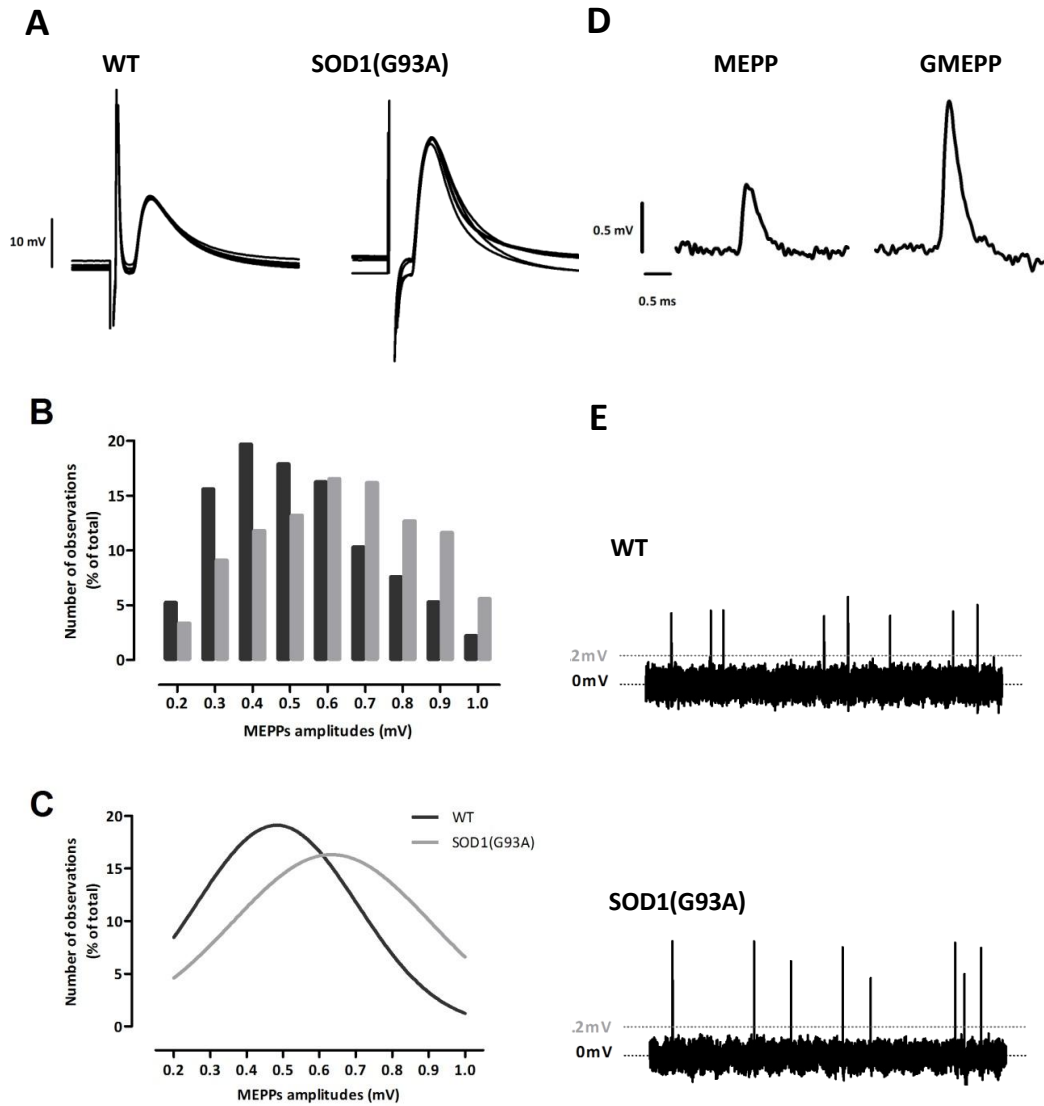 A
WT
SOD1(G93A)
10 mV
D
MEPP
GMEPP
0.5 mV
0.5 ms
B
Number of observations
(% of total)
20
15
10
5
0
0.2 0.3 0.4 0.5 0.6 0.7 0.8 0.9 1.0
MEPPs amplitudes (mV)
C
Number of observations
(% of total)
20
15
10
5
0
WT
SOD1(G93A)
0.2 0.3 0.4 0.5 0.6 0.7 0.8 0.9 1.0
MEPPs amplitudes (mV)
E
WT
.2mV
0mV
SOD1(G93A)
.2mV
0mV